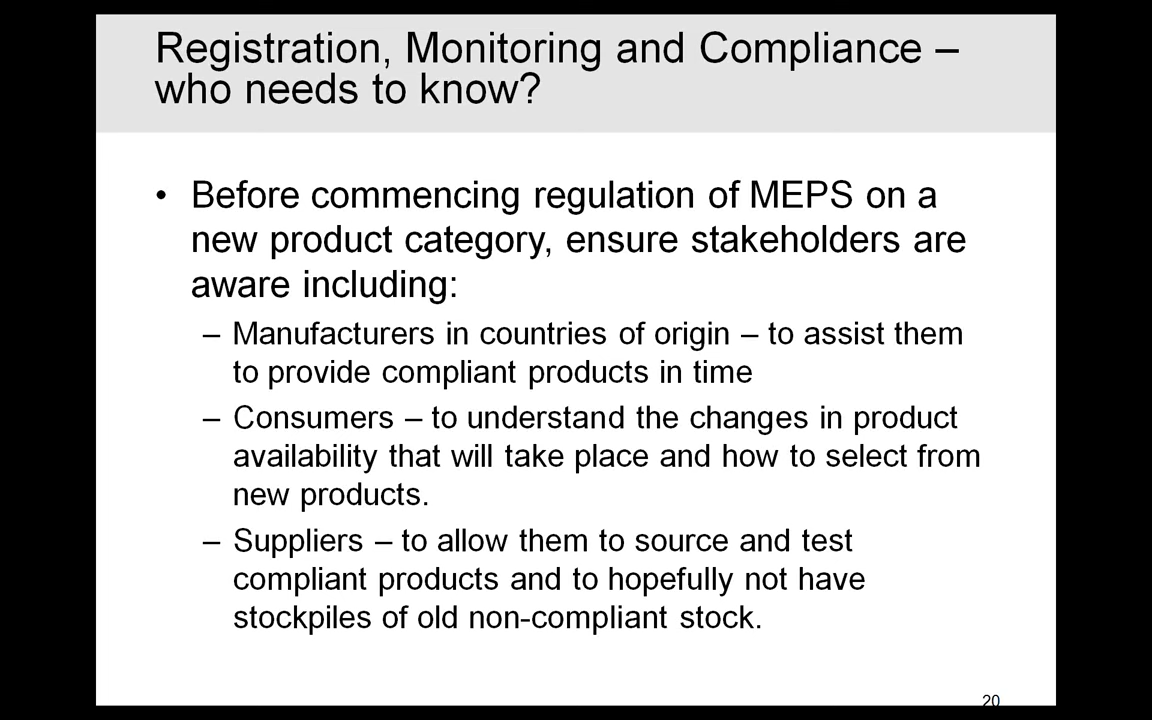 Registration, Monitoring and Compliance –
who needs to know?
• Before commencing regulation of MEPS on a
new product category, ensure stakeholders are
aware including:
– Manufacturers in countries of origin – to assist them
to provide compliant products in time
– Consumers – to understand the changes in product
availability that will take place and how to select from
new products.
– Suppliers – to allow them to source and test
compliant products and to hopefully not have
stockpiles of old non-compliant stock.
20